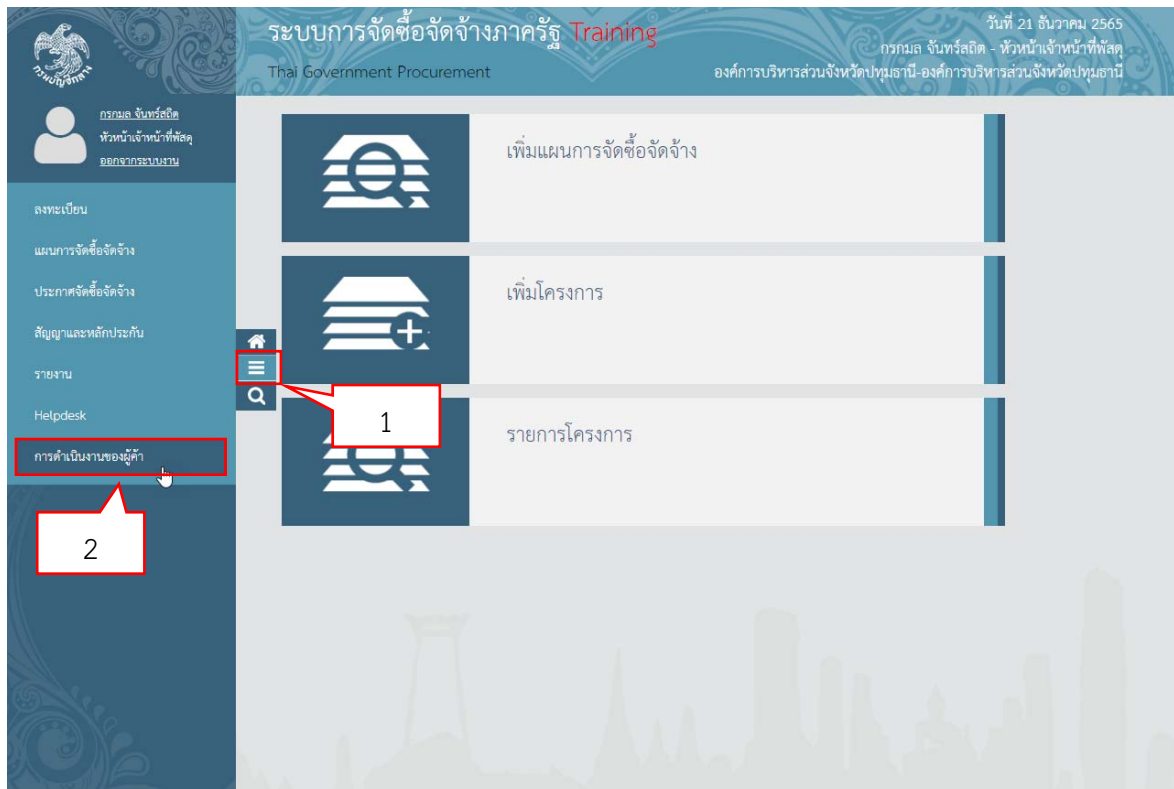 ระบบการจัดซื้อจัดจ้างภาครัฐ Training
Thai Government Procurement
วันที่ 21 ธันวาคม 2565
กรกมล จันทร์สถิต - หัวหน้าเจ้าหน้าที่พัสดุ
องค์การบริหารส่วนจังหวัดปทุมธานี-องค์การบริหารส่วนจังหวัดปทุมธานี
กรมบัญชีกลาง
กรกมล จันทร์สถิต
หัวหน้าเจ้าหน้าที่พัสดุ
ออกจากระบบงาน
ลงทะเบียน
แผนการจัดซื้อจัดจ้าง
ประกาศจัดซื้อจัดจ้าง
สัญญาและหลักประกัน
รายงาน
Helpdesk
การดำเนินงานของผู้ค้า
เพิ่มแผนการจัดซื้อจัดจ้าง
เพิ่มโครงการ
รายการโครงการ
1
2